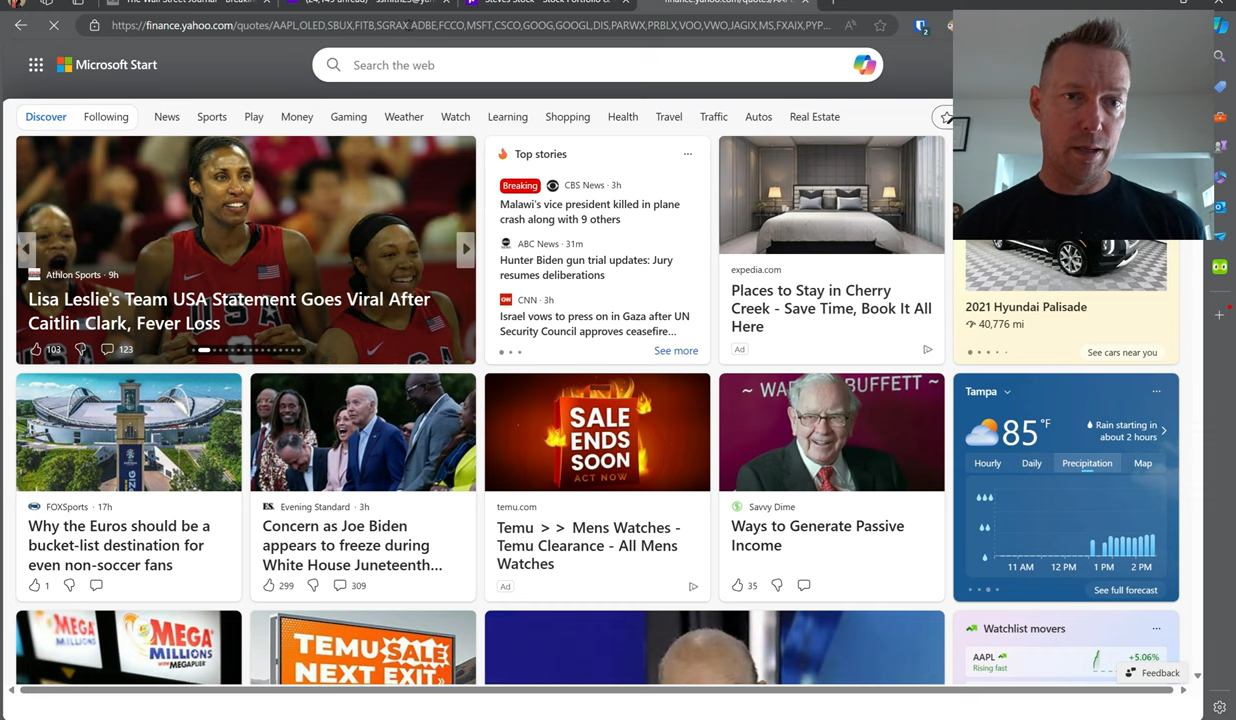 https://finance.yahoo.com/quotes/AAPL,OLED,SBUX,FITB,SGRAX,ADBE,FCCO,MSFT,CSCO,GOOG,GOOGL,DIS,PARWX,PRBLX,VOO,VWO,JAGIX,MS,FXAIX,PYP...
2
Microsoft Start
Search the web
Discover
Following
News
Sports
Play
Money
Gaming
Weather
Watch
Learning
Shopping
Health
Travel
Traffic
Autos
Real Estate
Athlon Sports · 9h
Lisa Leslie's Team USA Statement Goes Viral After
Caitlin Clark, Fever Loss
103
123
Top stories
Breaking
CBS News · 3h
Malawi's vice president killed in plane
crash along with 9 others
ABC News · 31m
Hunter Biden gun trial updates: Jury
resumes deliberations
CNN
CNN · 3h
Israel vows to press on in Gaza after UN
Security Council approves ceasefire...
See more
expedia.com
Places to Stay in Cherry
Creek - Save Time, Book It All
Here
Ad
2021 Hyundai Palisade
40,776 mi
See cars near you
FOXSports · 17h
Why the Euros should be a
bucket-list destination for
even non-soccer fans
1
ES Evening Standard · 3h
Concern as Joe Biden
appears to freeze during
White House Juneteenth...
299
309
SALE
ENDS
SOON
ACT NOW
temu.com
Temu > > Mens Watches -
Temu Clearance - All Mens
Watches
Ad
~ WAR BUFFETT ~
Savvy Dime
Ways to Generate Passive
Income
35
Tampa
85 °F
Rain starting in
about 2 hours
Hourly
Daily
Precipitation
Map
11 AM
12 PM
1 PM
2 PM
See full forecast
MEGA
MILLIONS
MEGA
MILLIONS
WITH MEGAPLIER
TEMU SALE
NEXT EXIT
Watchlist movers
AAPL
+5.06%
Rising fast
Feedback